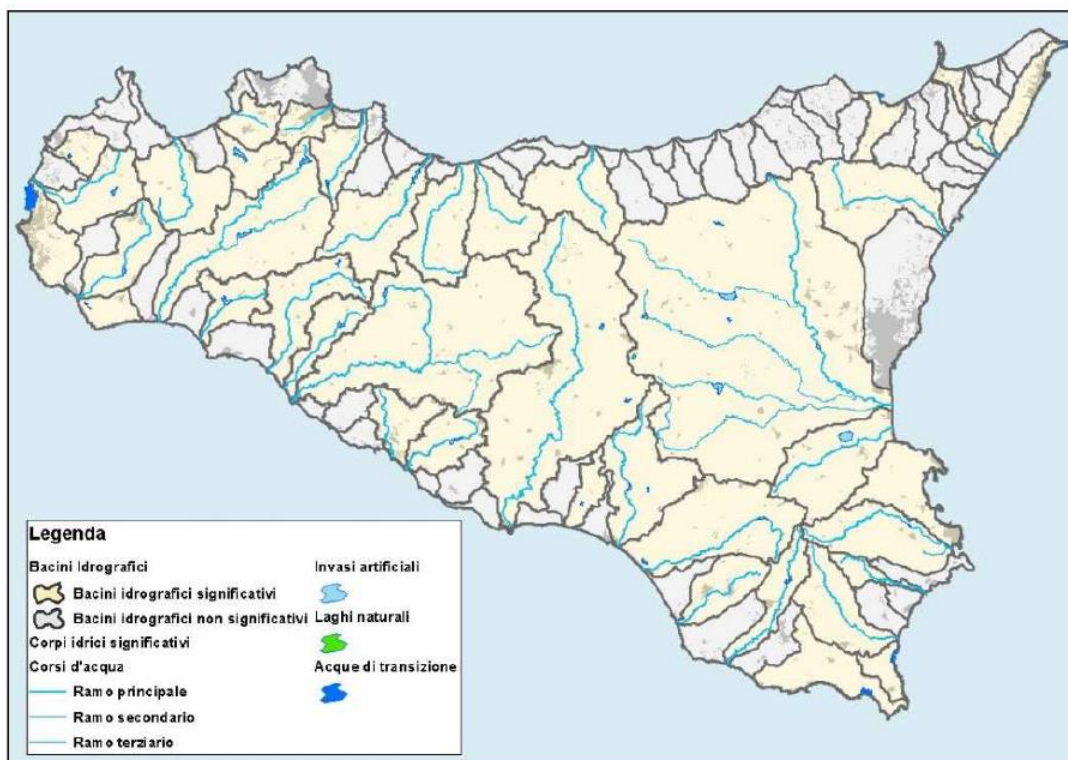 Legenda
Bacini Idrografici
Bacini idrografici significativi
Bacini idrografici non significativi
Corpi idrici significativi
Corsi d'acqua
Ramo principale
Ramo secondario
Ramo terziario
Invasi artificiali
Laghi naturali
Acque di transizione